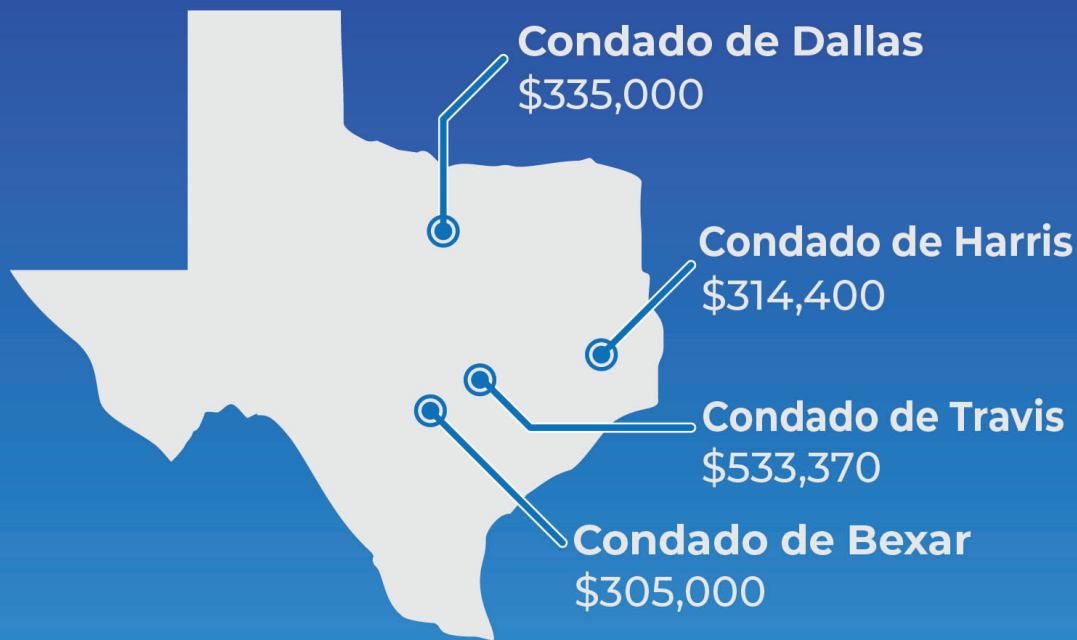 Condado de Dallas
$335,000
Condado de Harris
$314,400
Condado de Travis
$533,370
Condado de Bexar
$305,000